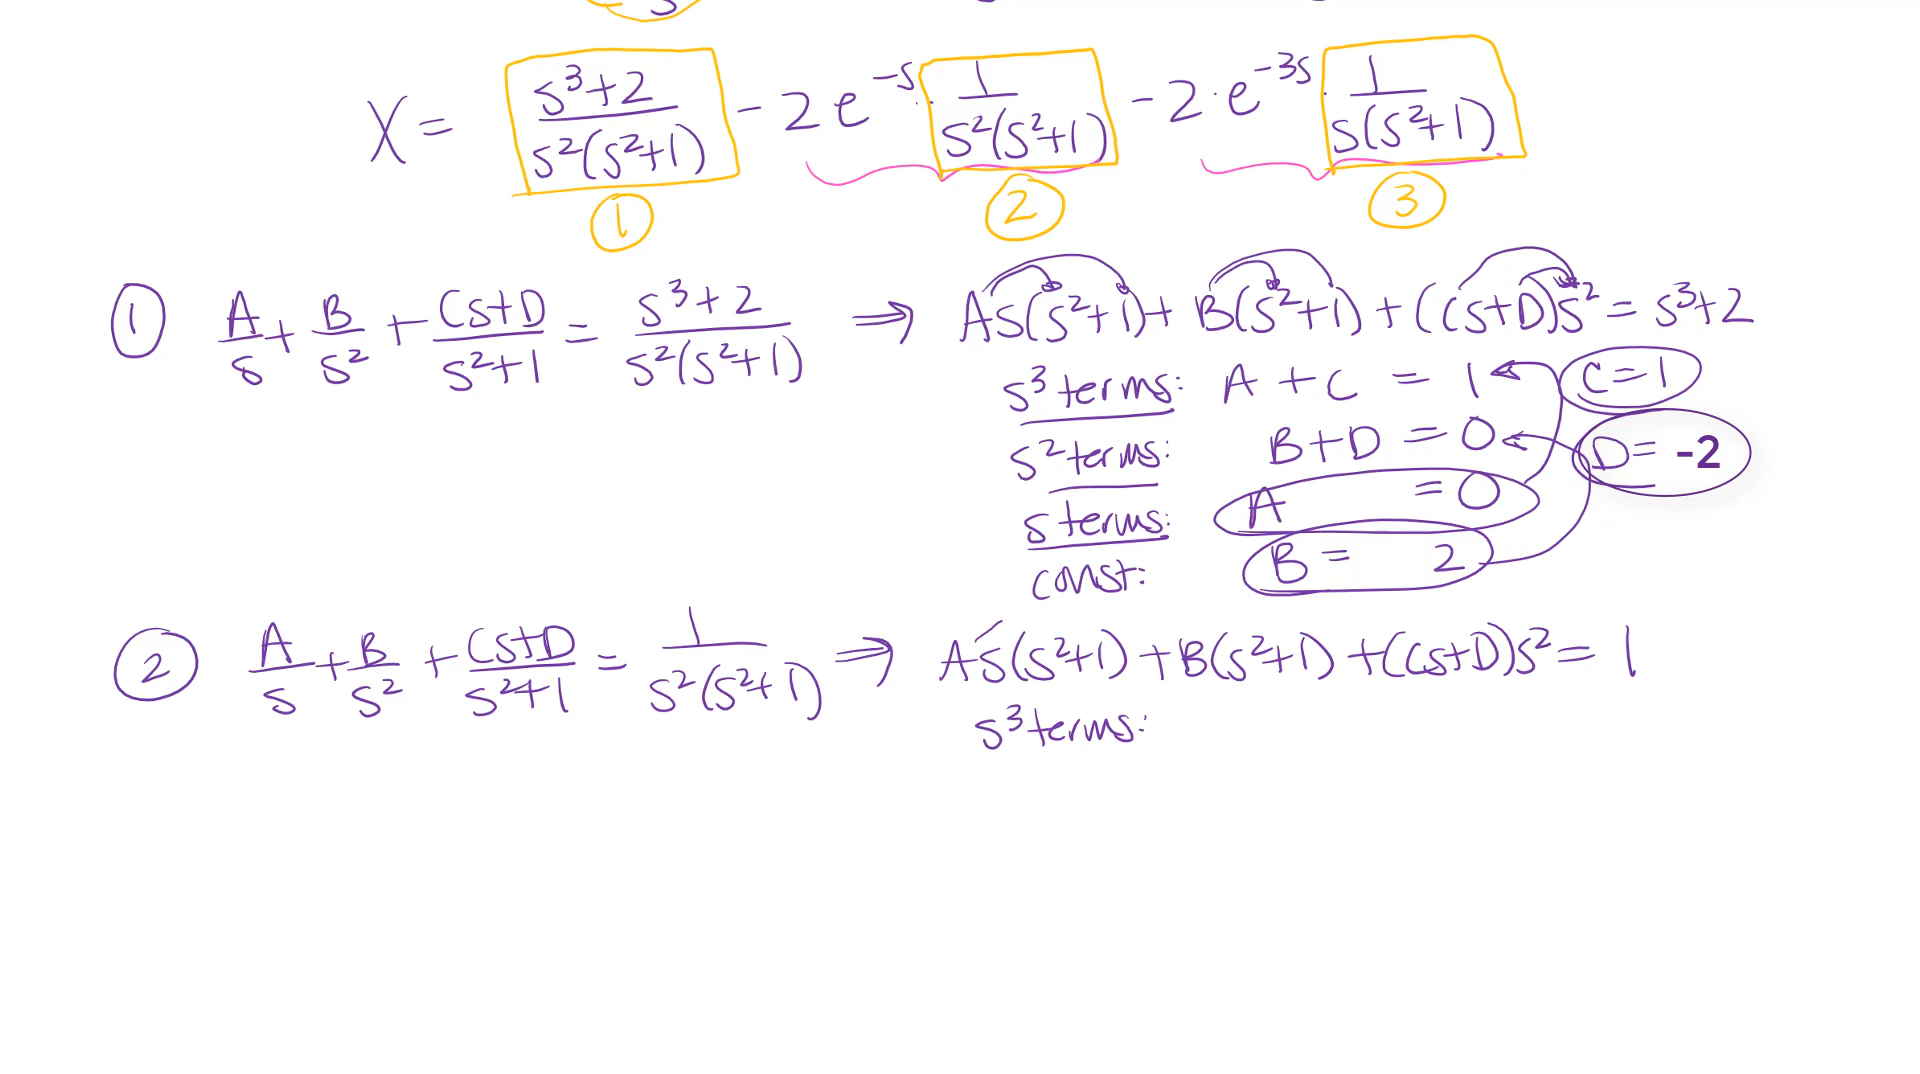 X = s³+2 / s²(s²+1) - 2e^-s · 1 / s²(s²+1) - 2·e^-3s · 1 / s(s²+1)
① ② ③
① A/s + B/s² + Cs+D / s²+1 = s³+2 / s²(s²+1) ⇒ As(s²+1) + B(s²+1) + (Cs+D)s² = s³+2
s³ terms: A + C = 1 C=1
s² terms: B+D = 0 D= -2
s terms: A = 0
const: B = 2
② A/s + B/s² + Cs+D / s²+1 = 1 / s²(s²+1) ⇒ As(s²+1) + B(s²+1) + (Cs+D)s² = 1
s³ terms: